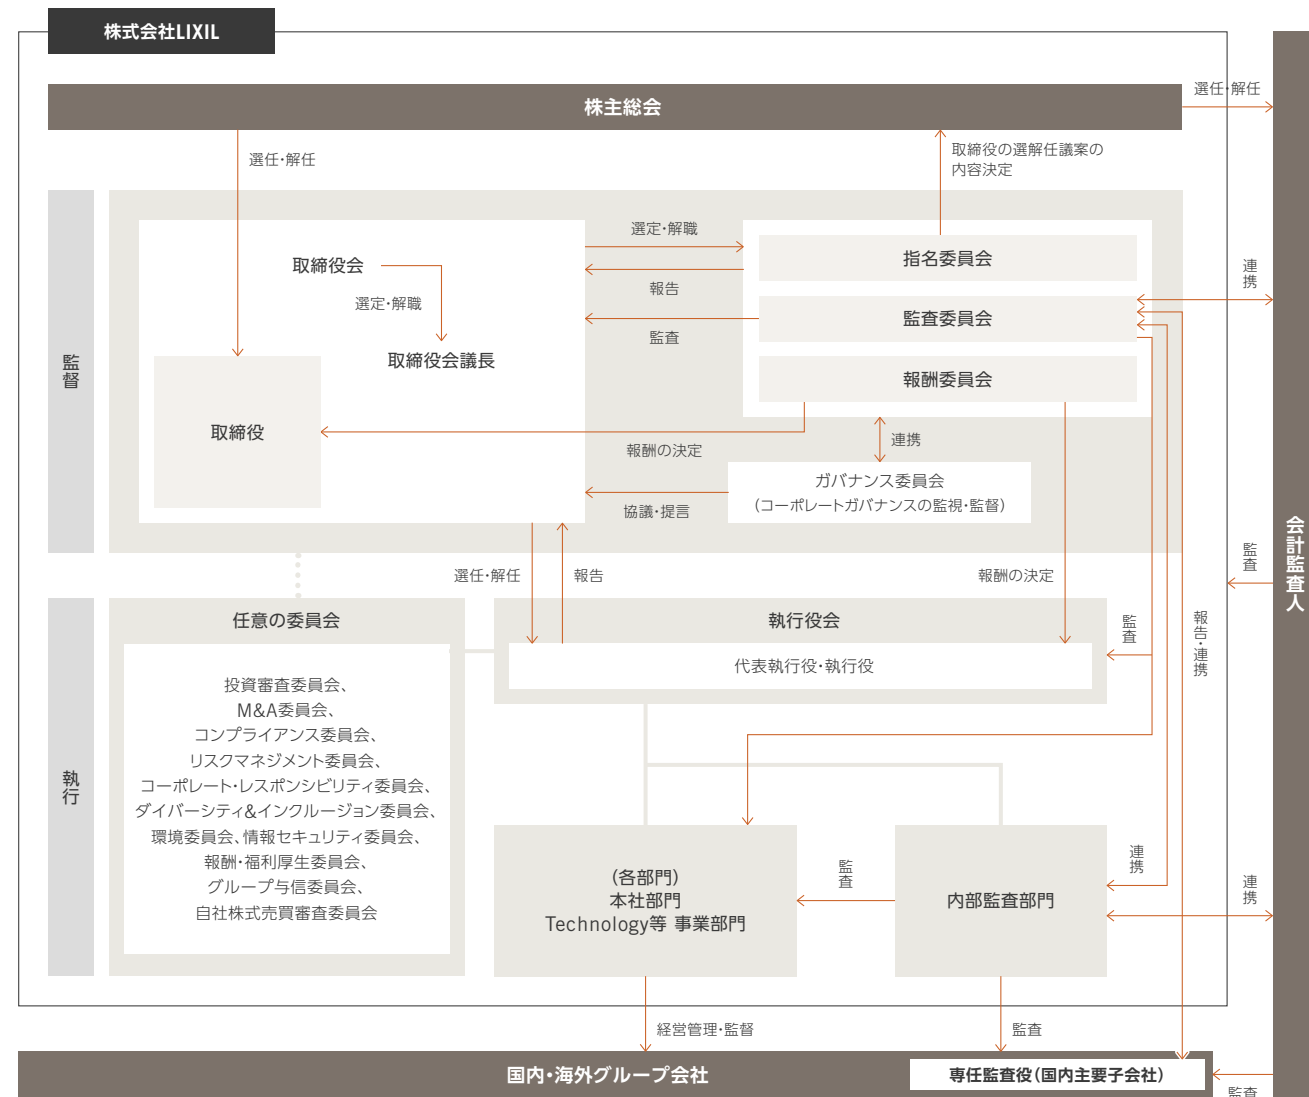 株式会社LIXIL
株主総会
選任・解任
選任・解任
取締役の選解任議案の
内容決定
監督
取締役会
選定・解職
取締役会議長
取締役
選定・解職
報告
監査
指名委員会
監査委員会
報酬委員会
連携
報酬の決定
連携
ガバナンス委員会
(コーポレートガバナンスの監視・監督)
協議・提言
会計監査人
監査
選任・解任
報告
報酬の決定
執行
任意の委員会
投資審査委員会、
M&A委員会、
コンプライアンス委員会、
リスクマネジメント委員会、
コーポレート・レスポンシビリティ委員会、
ダイバーシティ&インクルージョン委員会、
環境委員会、情報セキュリティ委員会、
報酬・福利厚生委員会、
グループ与信委員会、
自社株式売買審査委員会
執行役会
代表執行役・執行役
監査
報告・連携
(各部門)
本社部門
Technology等 事業部門
監査
内部監査部門
連携
連携
経営管理・監督
監査
国内・海外グループ会社
専任監査役(国内主要子会社)
監査